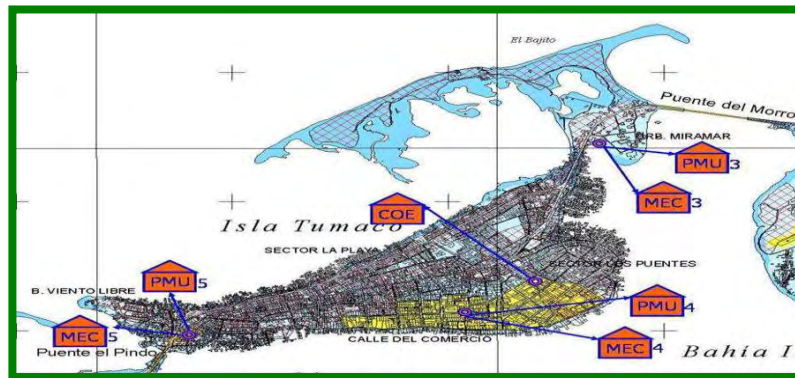 El Bajito
Puente del Morro
URB. MIRAMAR
PMU 3
MEC 3
COE
Isla Tumaco
SECTOR LA PLAYA
SECTOR LOS PUENTES
B. VIENTO LIBRE
PMU 5
PMU 4
MEC 5
Puente el Pindo
CALLE DEL COMERCIO
MEC 4
Bahía I